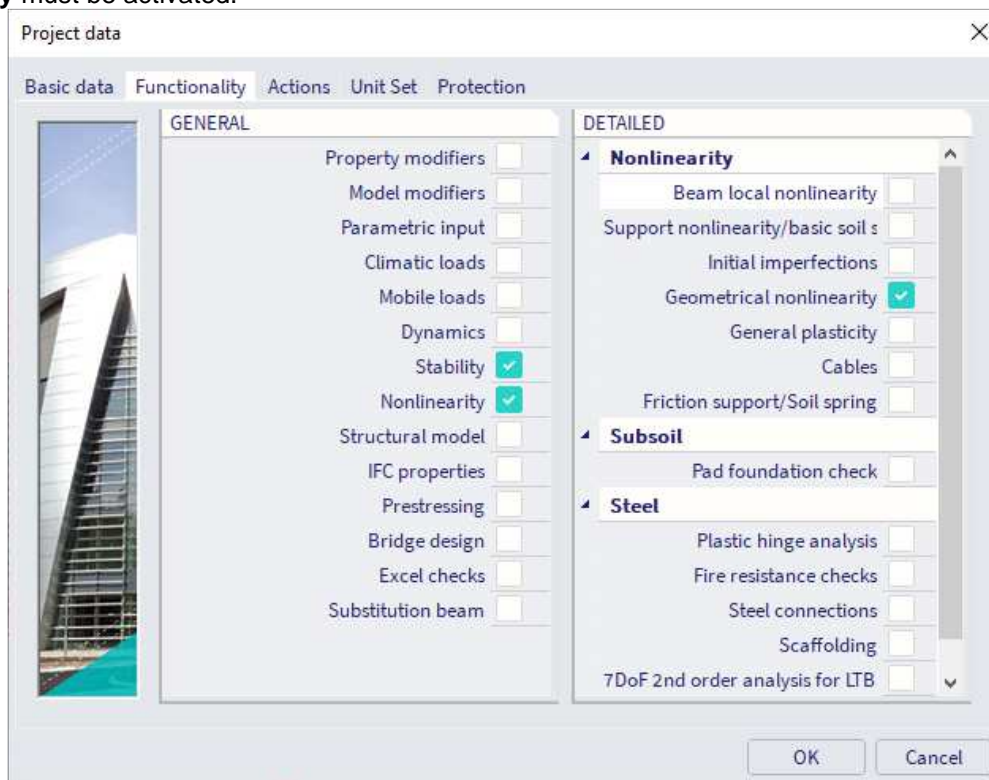 y must be activated.
Project data
Basic data Functionality Actions Unit Set Protection
GENERAL
Property modifiers
Model modifiers
Parametric input
Climatic loads
Mobile loads
Dynamics
Stability
Nonlinearity
Structural model
IFC properties
Prestressing
Bridge design
Excel checks
Substitution beam
DETAILED
Nonlinearity
Beam local nonlinearity
Support nonlinearity/basic soil s
Initial imperfections
Geometrical nonlinearity
General plasticity
Cables
Friction support/Soil spring
Subsoil
Pad foundation check
Steel
Plastic hinge analysis
Fire resistance checks
Steel connections
Scaffolding
7DoF 2nd order analysis for LTB
OK Cancel